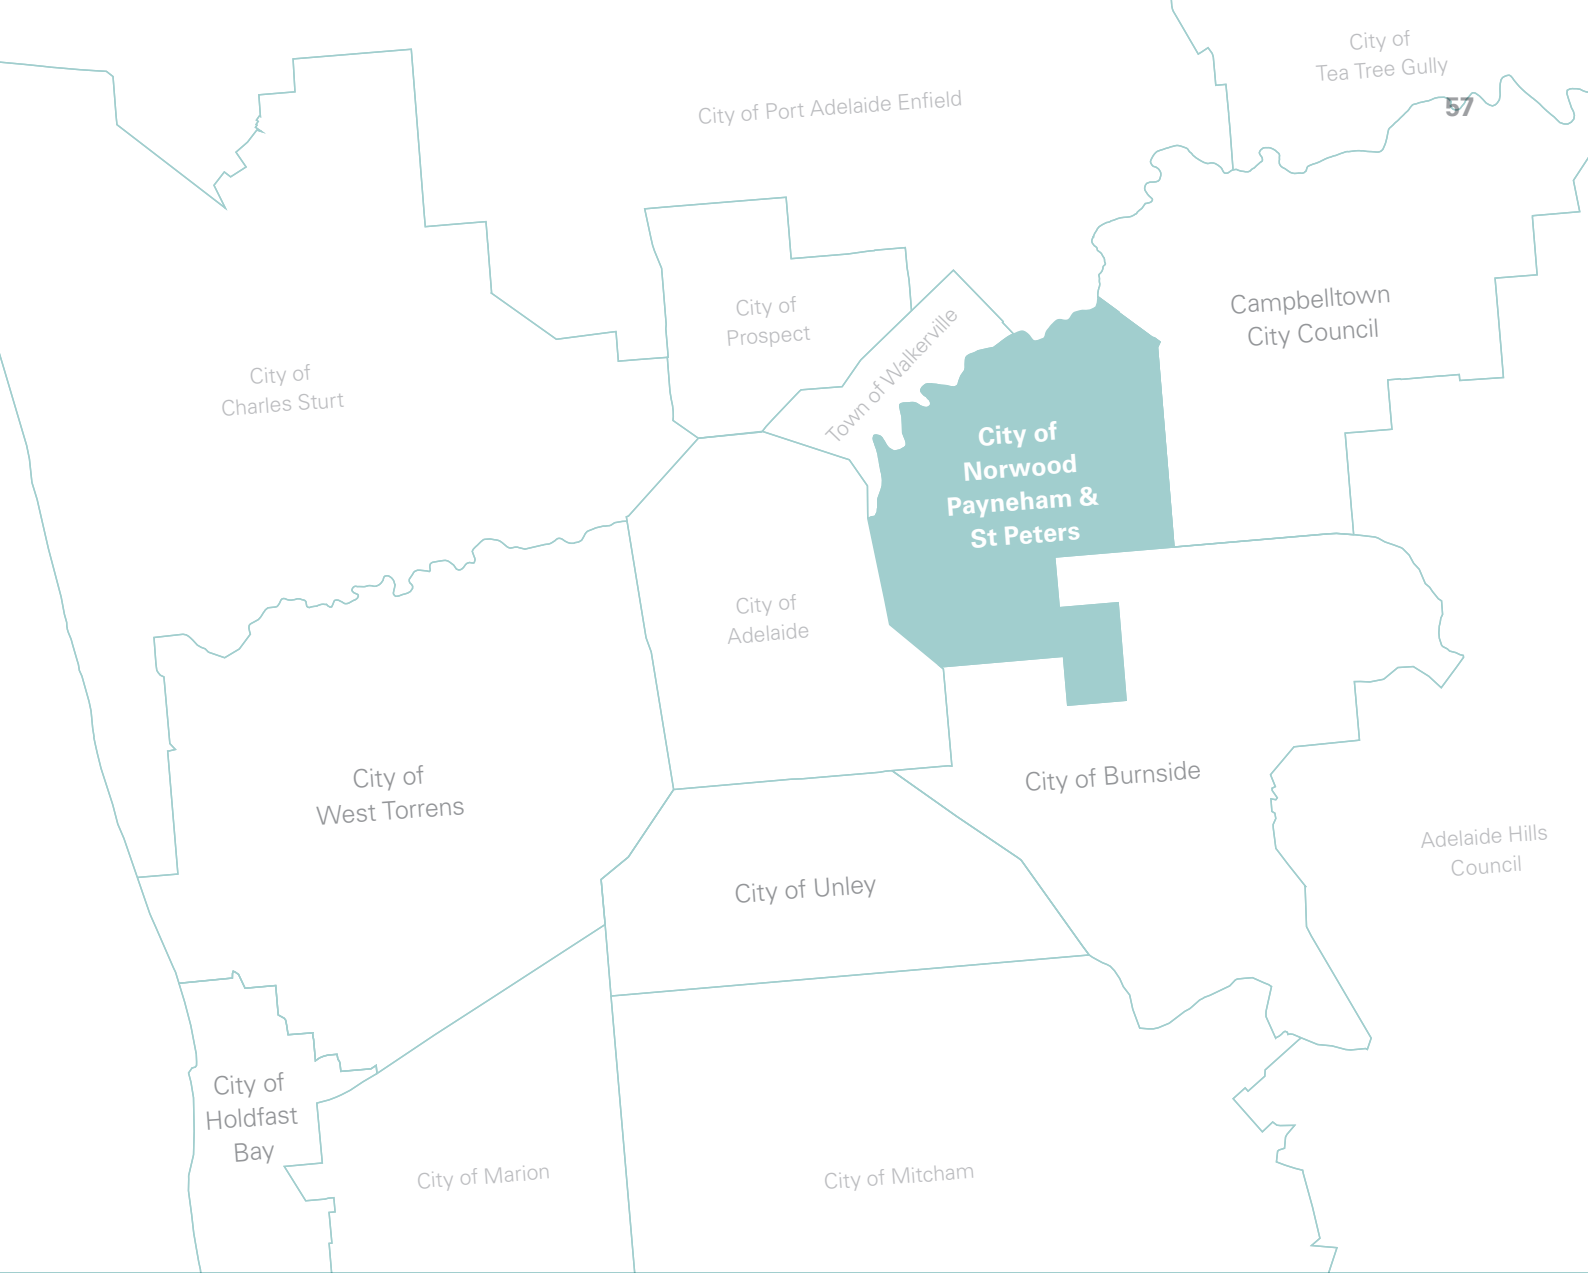 City of
Tea Tree Gully
57
City of Port Adelaide Enfield
Campbelltown
City Council
City of
Prospect
Town of Walkerville
City of
Charles Sturt
City of
Norwood
Payneham &
St Peters
City of
Adelaide
City of
West Torrens
City of Burnside
Adelaide Hills
Council
City of Unley
City of
Holdfast
Bay
City of Marion
City of Mitcham